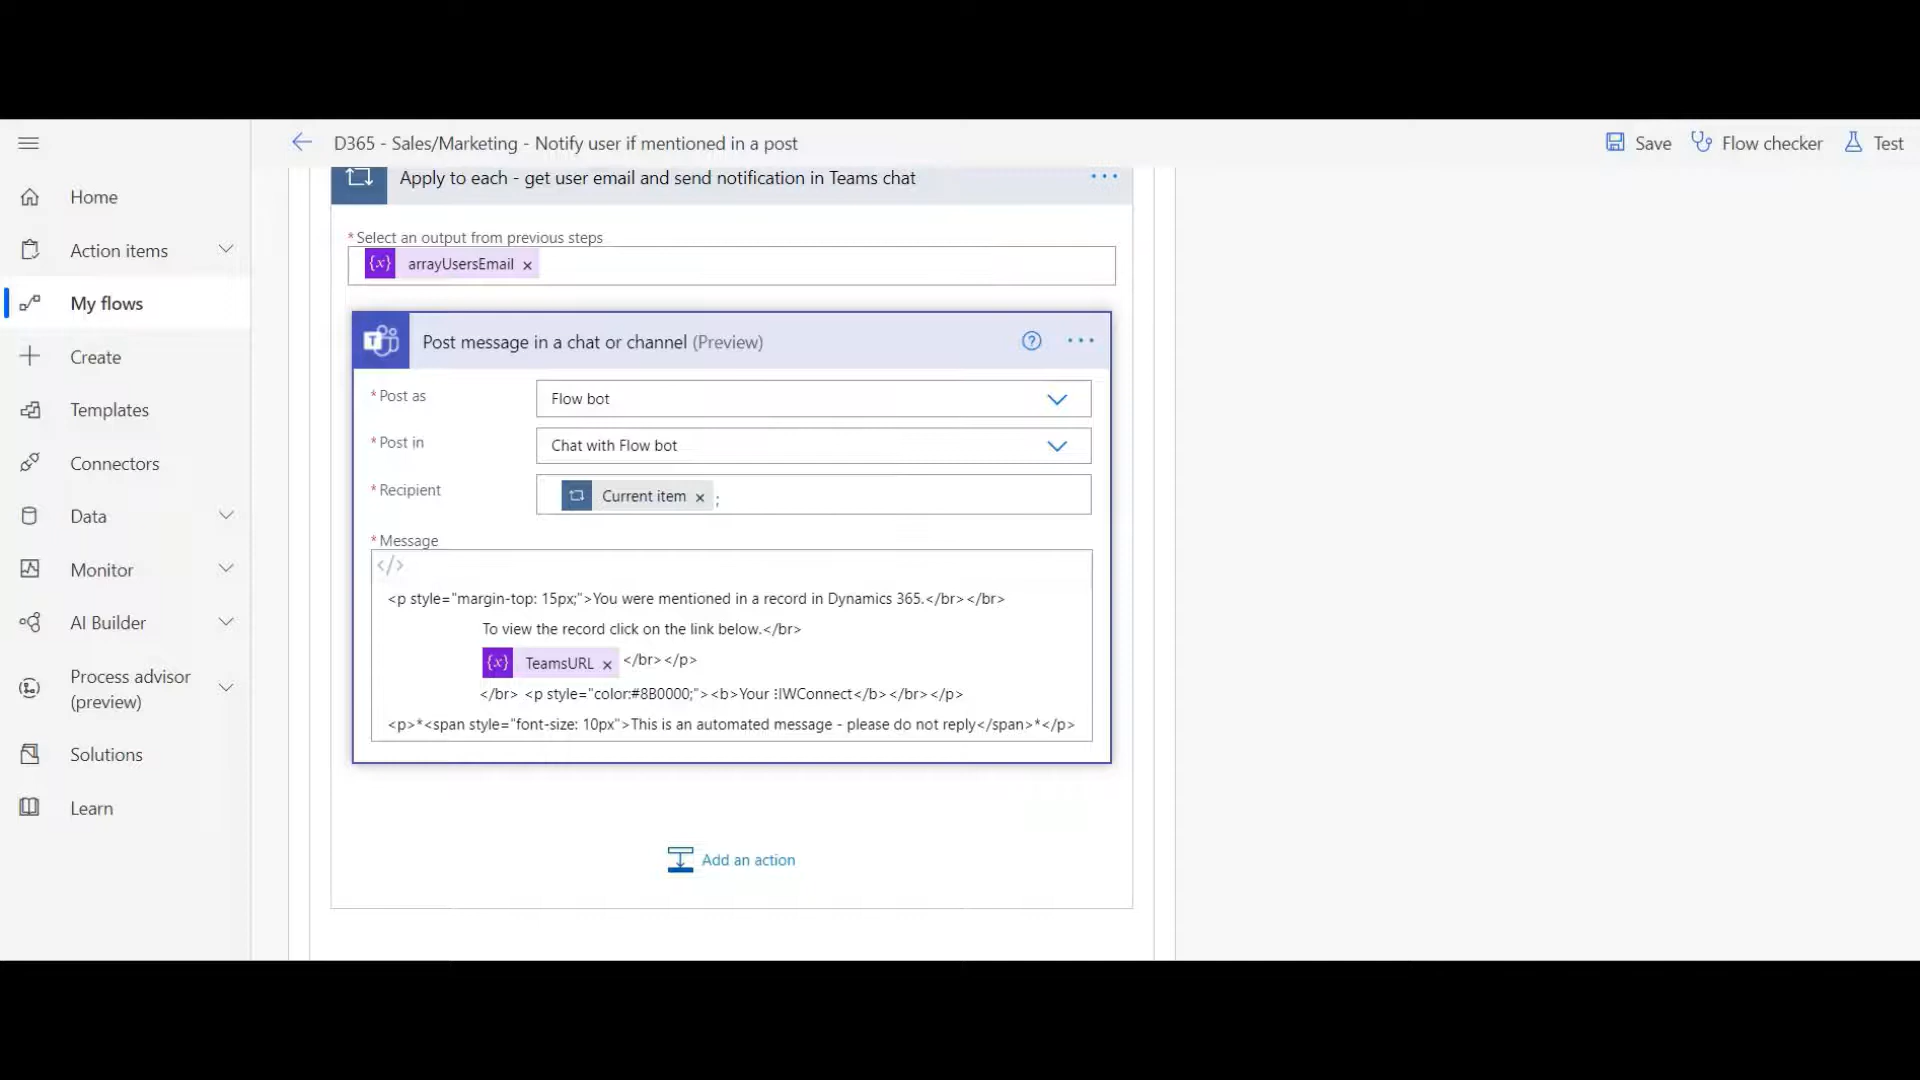 D365 - Sales/Marketing - Notify user if mentioned in a post
Save
Flow checker
Test
Home
Action items
My flows
Create
Templates
Connectors
Data
Monitor
AI Builder
Process advisor
(preview)
Solutions
Learn
Apply to each - get user email and send notification in Teams chat
* Select an output from previous steps
{x} arrayUsersEmail ×
T Post message in a chat or channel (Preview)
* Post as
Flow bot
* Post in
Chat with Flow bot
* Recipient
Current item × ;
* Message
</>
<p style="margin-top: 15px;">You were mentioned in a record in Dynamics 365.</br></br>
To view the record click on the link below.</br>
{x} TeamsURL × </br></p>
</br> <p style="color:#8B0000;"><b>Your ⁝IWConnect</b></br></p>
<p>*<span style="font-size: 10px">This is an automated message - please do not reply</span>*</p>
Add an action